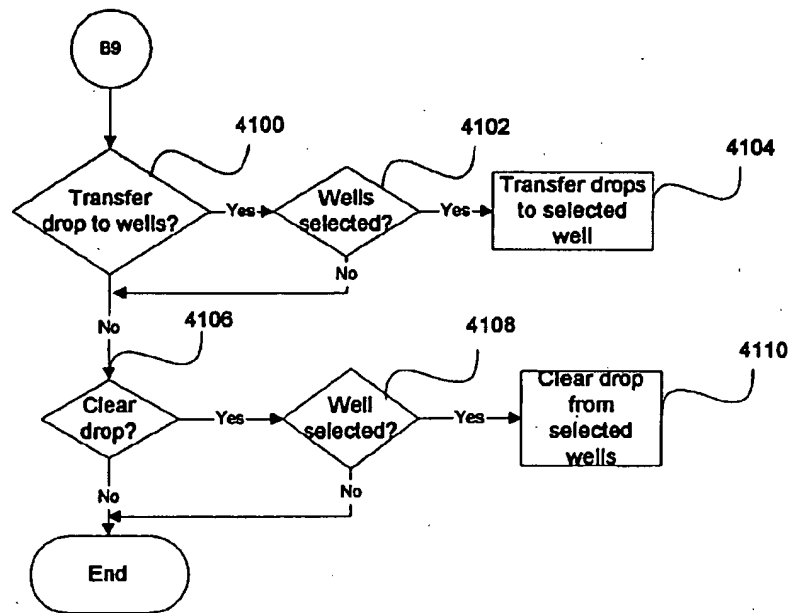 B9
4100
4102
4104
Transfer
drop to wells?
Yes
Wells
selected?
Yes
Transfer drops
to selected
well
No
No
4106
4108
4110
Clear
drop?
Yes
Well
selected?
Yes
Clear drop
from
selected
wells
No
No
End